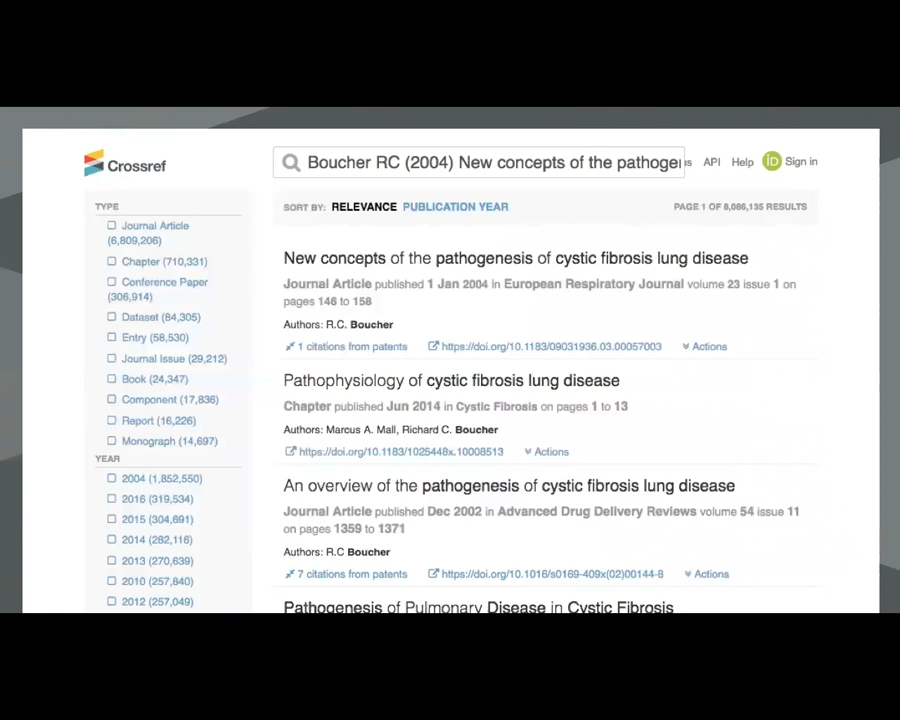 Crossref
Boucher RC (2004) New concepts of the pathoger
API Help iD Sign in
TYPE
Journal Article
(6,809,206)
Chapter (710,331)
Conference Paper
(306,914)
Dataset (84,305)
Entry (58,530)
Journal Issue (29,212)
Book (24,347)
Component (17,836)
Report (16,226)
Monograph (14,697)
YEAR
2004 (1,852,550)
2016 (319,534)
2015 (304,691)
2014 (282,116)
2013 (270,639)
2010 (257,840)
2012 (257,049)
SORT BY: RELEVANCE PUBLICATION YEAR
PAGE 1 OF 8,086,135 RESULTS
New concepts of the pathogenesis of cystic fibrosis lung disease
Journal Article published 1 Jan 2004 in European Respiratory Journal volume 23 issue 1 on
pages 146 to 158
Authors: R.C. Boucher
1 citations from patents https://doi.org/10.1183/09031936.03.00057003 Actions
Pathophysiology of cystic fibrosis lung disease
Chapter published Jun 2014 in Cystic Fibrosis on pages 1 to 13
Authors: Marcus A. Mall, Richard C. Boucher
https://doi.org/10.1183/1025448x.10008513 Actions
An overview of the pathogenesis of cystic fibrosis lung disease
Journal Article published Dec 2002 in Advanced Drug Delivery Reviews volume 54 issue 11
on pages 1359 to 1371
Authors: R.C Boucher
7 citations from patents https://doi.org/10.1016/s0169-409x(02)00144-8 Actions
Pathogenesis of Pulmonary Disease in Cystic Fibrosis